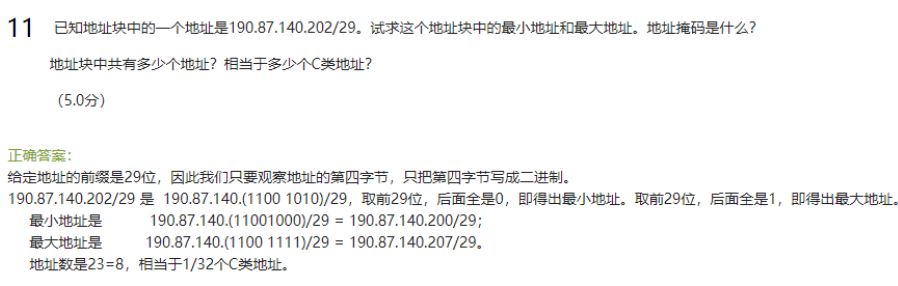 11 已知地址块中的一个地址是190.87.140.202/29。试求这个地址块中的最小地址和最大地址。地址掩码是什么？
地址块中共有多少个地址？相当于多少个C类地址？
（5.0分）
正确答案：
给定地址的前缀是29位，因此我们只要观察地址的第四字节，只把第四字节写成二进制。
190.87.140.202/29 是 190.87.140.(1100 1010)/29，取前29位，后面全是0，即得出最小地址。取前29位，后面全是1，即得出最大地址。
最小地址是 190.87.140.(11001000)/29 = 190.87.140.200/29；
最大地址是 190.87.140.(1100 1111)/29 = 190.87.140.207/29。
地址数是23=8，相当于1/32个C类地址。